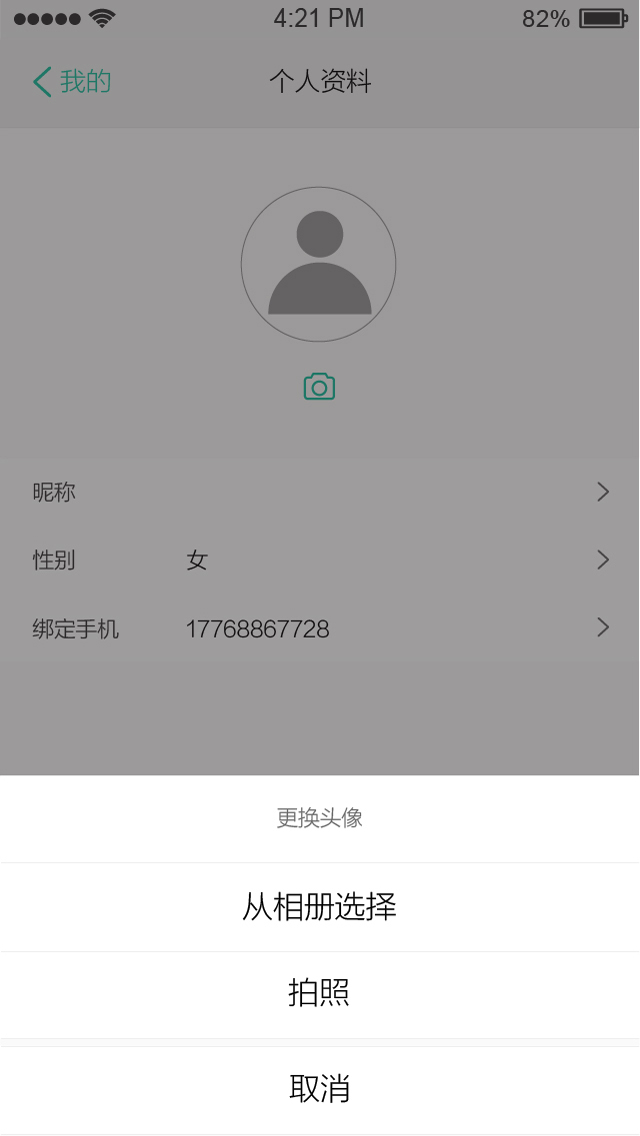 4:21 PM 82%
我的 个人资料
昵称
性别 女
绑定手机 17768867728
更换头像
从相册选择
拍照
取消